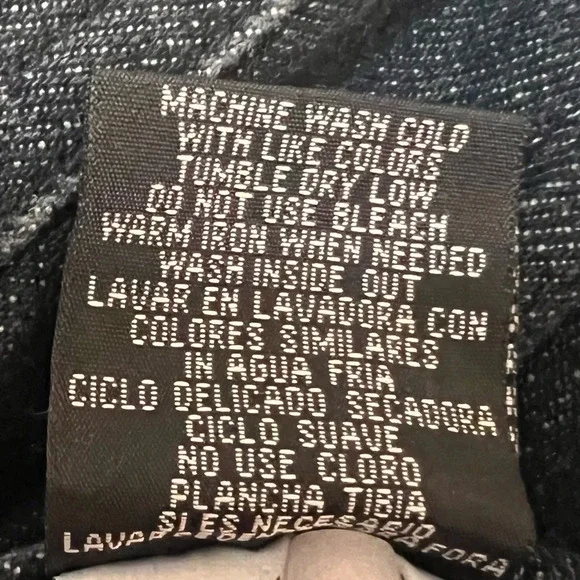 MACHINE WASH COLD
WITH LIKE COLORS
TUMBLE DRY LOW
DO NOT USE BLEACH
WARM IRON WHEN NEEDED
WASH INSIDE OUT
LAVAR EN LAVADORA CON
COLORES SIMILARES
IN AGUA FRIA
CICLO DELICADO SECADORA
CICLO SUAVE
NO USE CLORO
PLANCHA TIBIA
SI ES NECESARIO